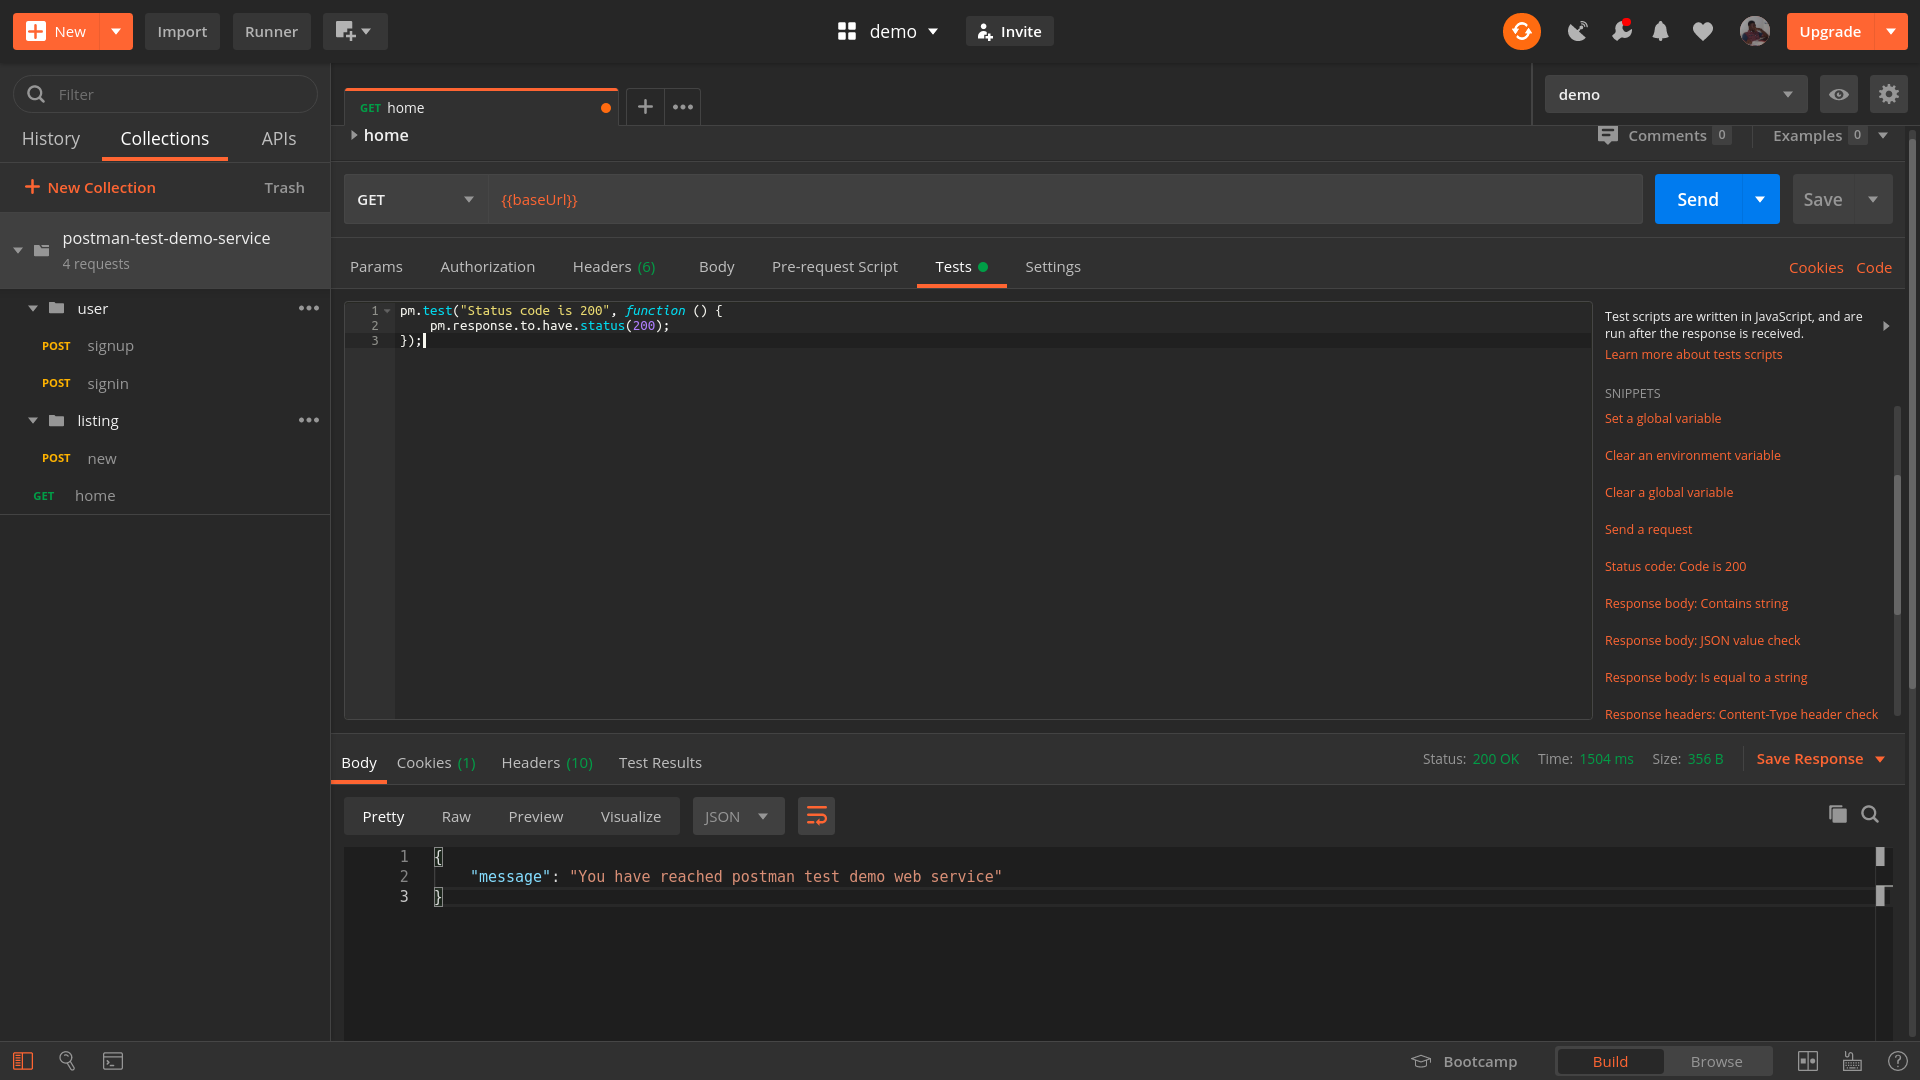 New
Import
Runner
demo
Invite
Upgrade
Filter
History
Collections
APIs
New Collection
Trash
postman-test-demo-service
4 requests
user
POST signup
POST signin
listing
POST new
GET home
GET home
demo
home
Comments 0
Examples 0
GET
{{baseUrl}}
Send
Save
Params
Authorization
Headers (6)
Body
Pre-request Script
Tests
Settings
Cookies
Code
1 pm.test("Status code is 200", function () {
2 pm.response.to.have.status(200);
3 });
Test scripts are written in JavaScript, and are
run after the response is received.
Learn more about tests scripts
SNIPPETS
Set a global variable
Clear an environment variable
Clear a global variable
Send a request
Status code: Code is 200
Response body: Contains string
Response body: JSON value check
Response body: Is equal to a string
Response headers: Content-Type header check
Body
Cookies (1)
Headers (10)
Test Results
Status: 200 OK
Time: 1504 ms
Size: 356 B
Save Response
Pretty
Raw
Preview
Visualize
JSON
1 {
2 "message": "You have reached postman test demo web service"
3 }
Bootcamp
Build
Browse